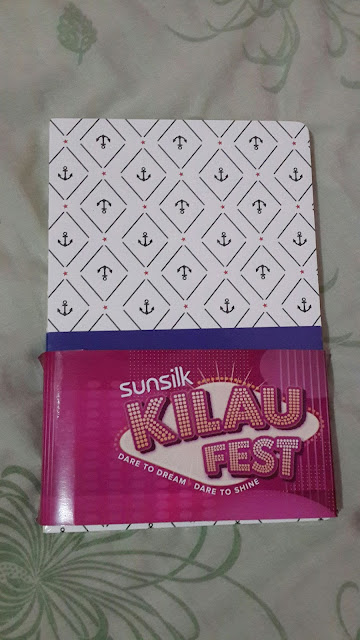 sunsilk
KILAU
FEST
DARE TO DREAM DARE TO SHINE